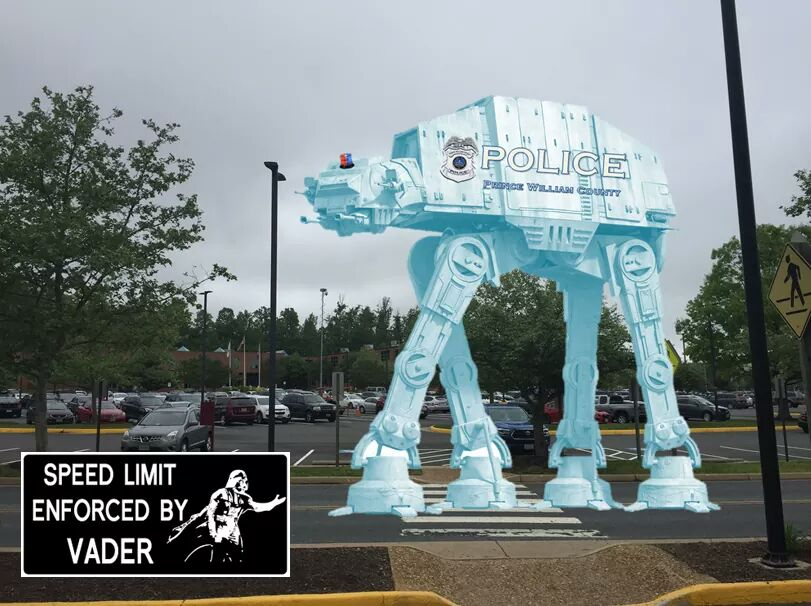 POLICE
PRINCE WILLIAM COUNTY
SPEED LIMIT
ENFORCED BY
VADER